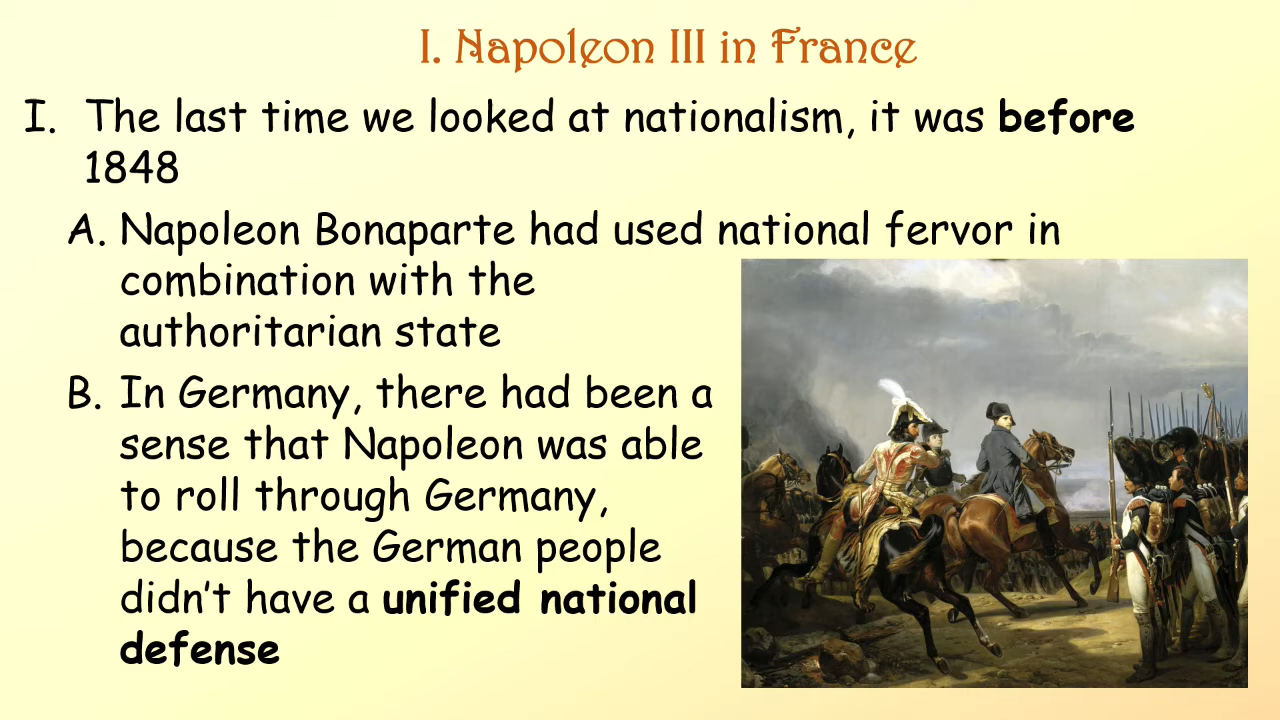 I. Napoleon III in France
I. The last time we looked at nationalism, it was before
1848
A. Napoleon Bonaparte had used national fervor in
combination with the
authoritarian state
B. In Germany, there had been a
sense that Napoleon was able
to roll through Germany,
because the German people
didn’t have a unified national
defense